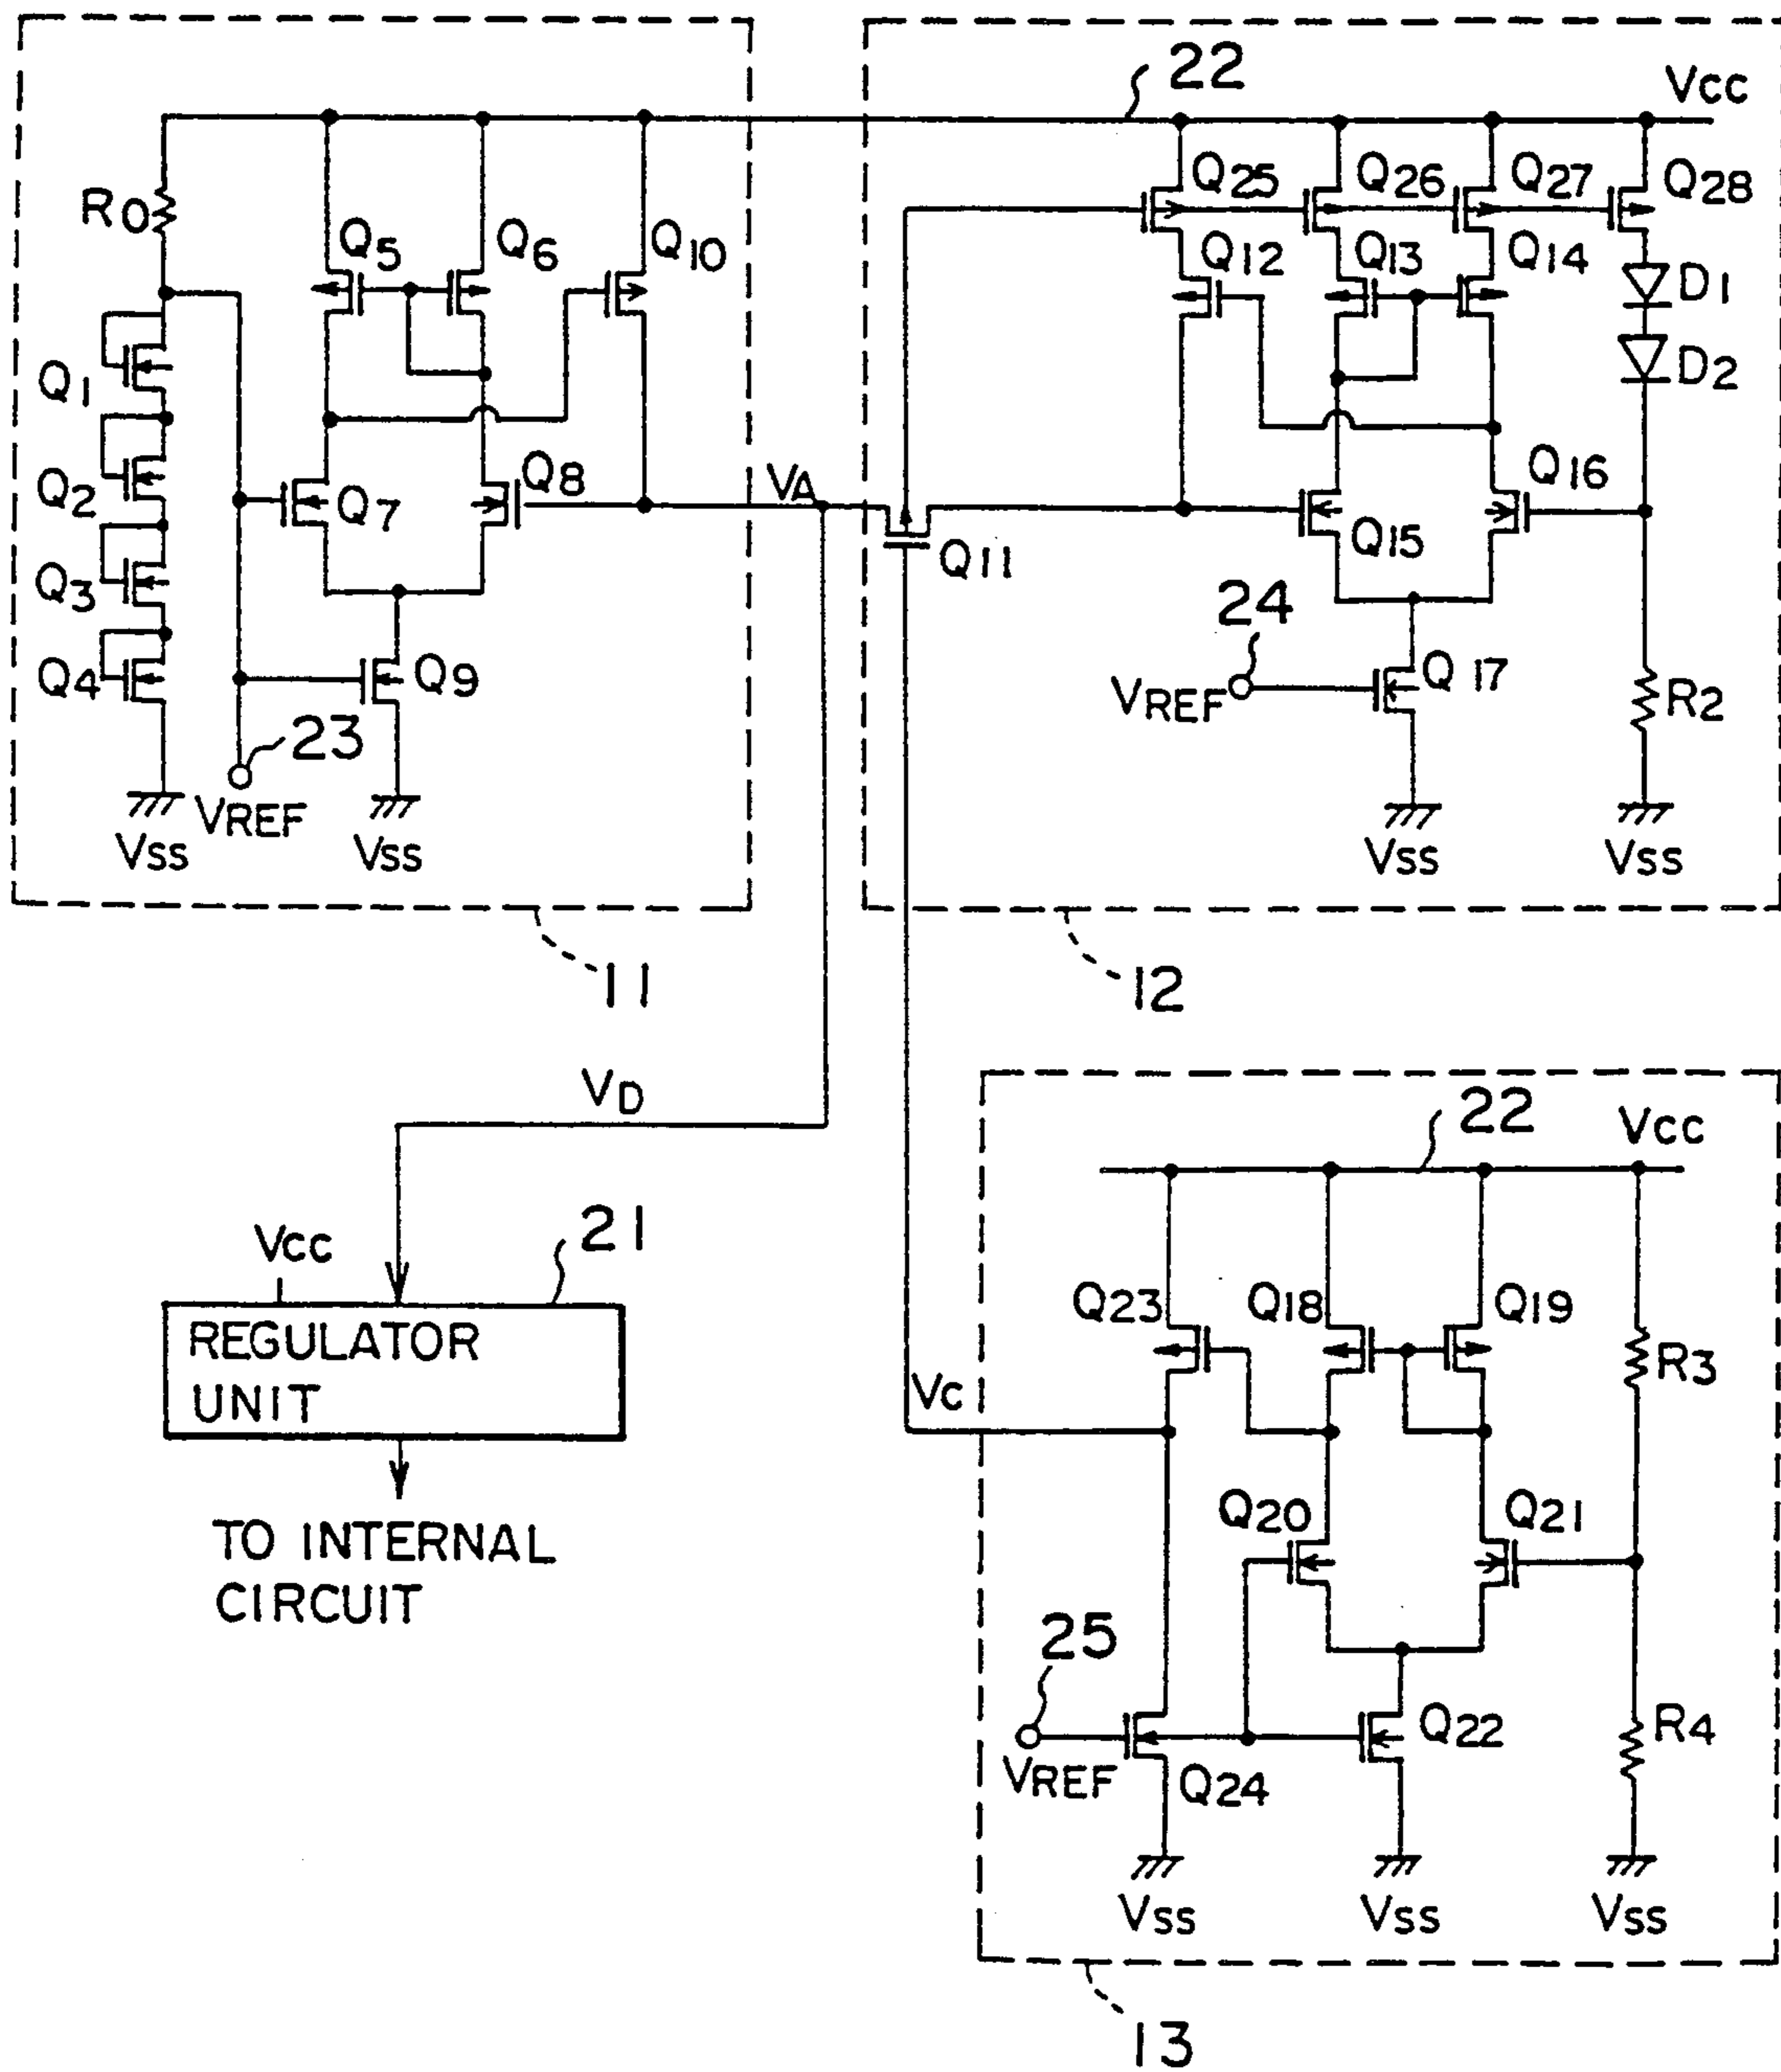 22
Vcc
R0
Q5
Q6
Q10
Q25
Q26
Q27
Q28
Q12
Q13
Q14
D1
D2
Q1
Q2
Q3
Q4
Q7
Q8
Q9
VA
Q11
Q15
Q16
24
VREF
Q17
R2
23
VREF
Vss
Vss
Vss
Vss
11
12
VD
22
Vcc
Vcc
21
REGULATOR
UNIT
TO INTERNAL
CIRCUIT
Q23
Q18
Q19
R3
Vc
Q20
Q21
25
VREF
Q24
Q22
R4
Vss
Vss
Vss
13